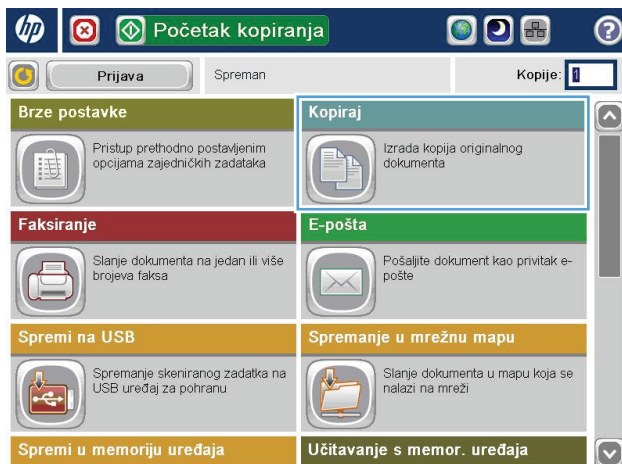 hp
Početak kopiranja
?
Prijava
Spreman
Kopije: 1
Brze postavke
Pristup prethodno postavljenim
opcijama zajedničkih zadataka
Kopiraj
Izrada kopija originalnog
dokumenta
Faksiranje
Slanje dokumenta na jedan ili više
brojeva faksa
E-pošta
Pošaljite dokument kao privitak e-
pošte
Spremi na USB
Spremanje skeniranog zadatka na
USB uređaj za pohranu
Spremanje u mrežnu mapu
Slanje dokumenta u mapu koja se
nalazi na mreži
Spremi u memoriju uređaja
Učitavanje s memor. uređaja